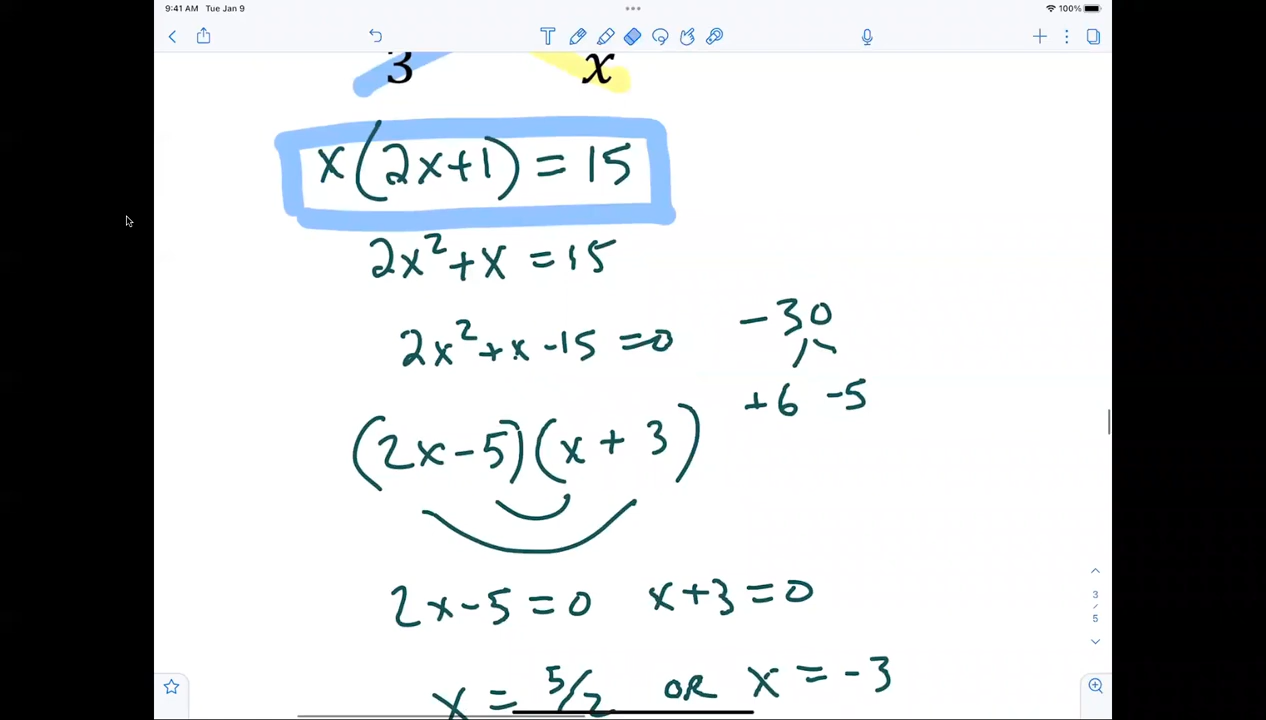 9:41 AM Tue Jan 9
100%
3 x
x(2x+1) = 15
2x²+x = 15
2x²+x-15 = 0
-30
+6 -5
(2x-5)(x+3)
2x-5=0 x+3=0
x = 5/2 OR x = -3
3
/
5